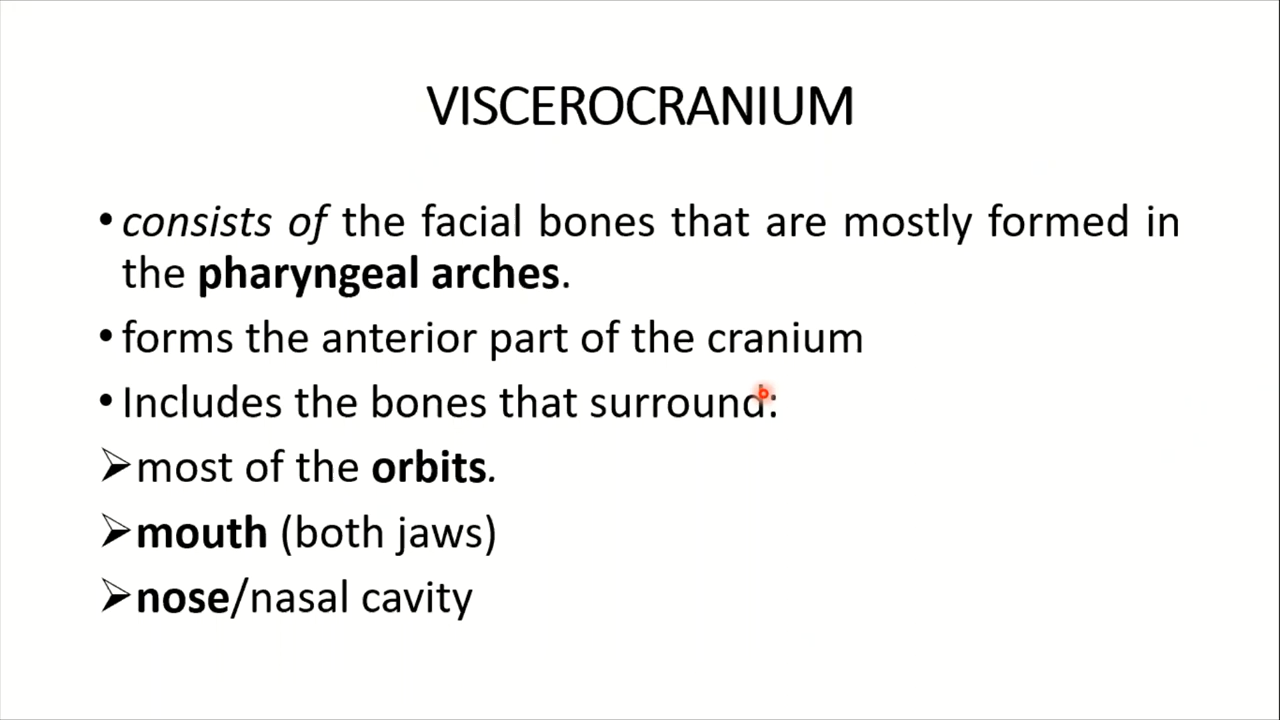 VISCEROCRANIUM
•consists of the facial bones that are mostly formed in
the pharyngeal arches.
•forms the anterior part of the cranium
•Includes the bones that surround:
➢most of the orbits.
➢mouth (both jaws)
➢nose/nasal cavity